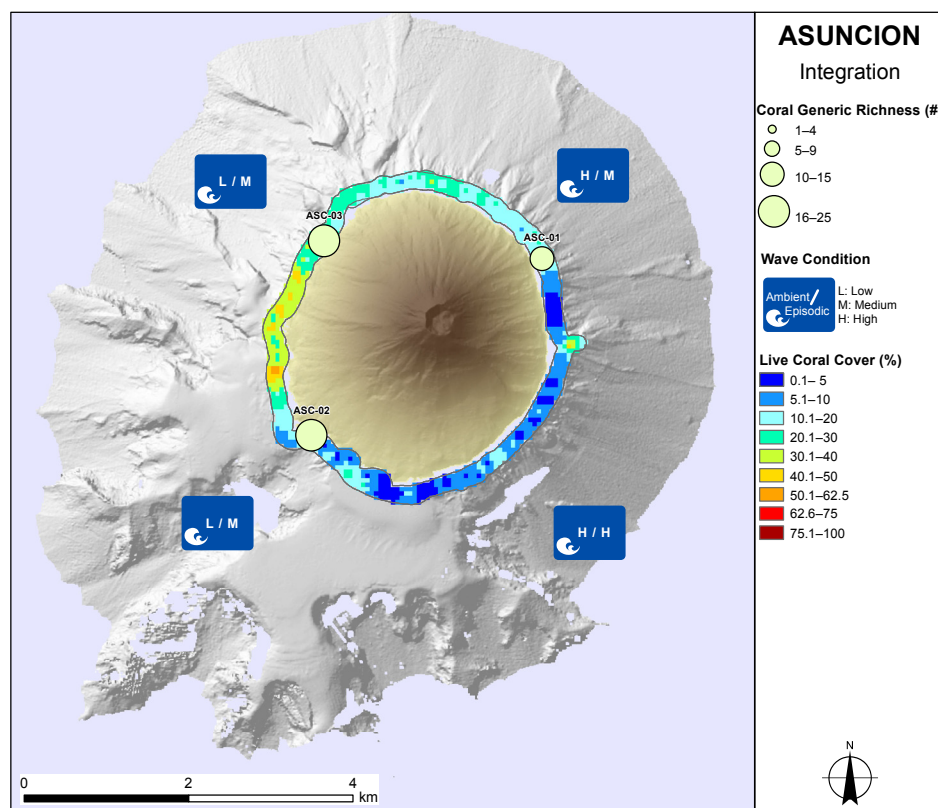 ASUNCION
Integration
Coral Generic Richness (#
1–4
5–9
10–15
16–25
Wave Condition
Ambient/
Episodic
L: Low
M: Medium
H: High
Live Coral Cover (%)
0.1– 5
5.1–10
10.1–20
20.1–30
30.1–40
40.1–50
50.1–62.5
62.6–75
75.1–100
N
L / M
H / M
ASC-03
ASC-01
ASC-02
L / M
H / H
0
2
4
km